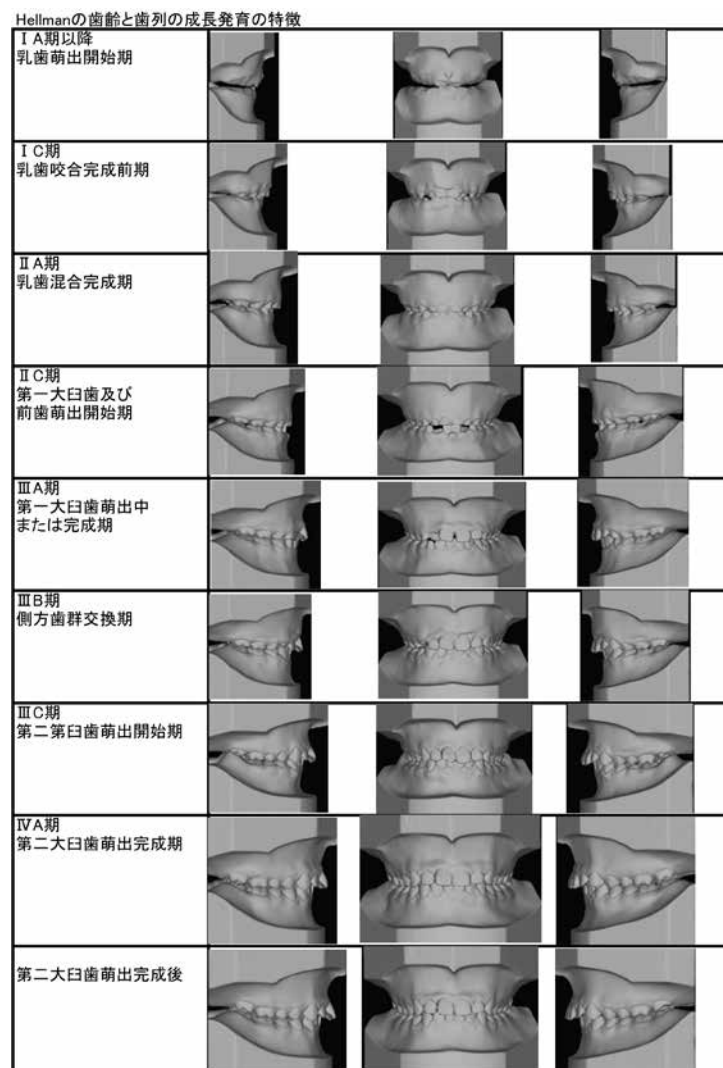 Hellmanの歯齢と歯列の成長発育の特徴
ⅠA期以降
乳歯萌出開始期
ⅠC期
乳歯咬合完成前期
ⅡA期
乳歯混合完成期
ⅡC期
第一大臼歯及び
前歯萌出開始期
ⅢA期
第一大臼歯萌出中
または完成期
ⅢB期
側方歯群交換期
ⅢC期
第二第臼歯萌出開始期
ⅣA期
第二大臼歯萌出完成期
第二大臼歯萌出完成後